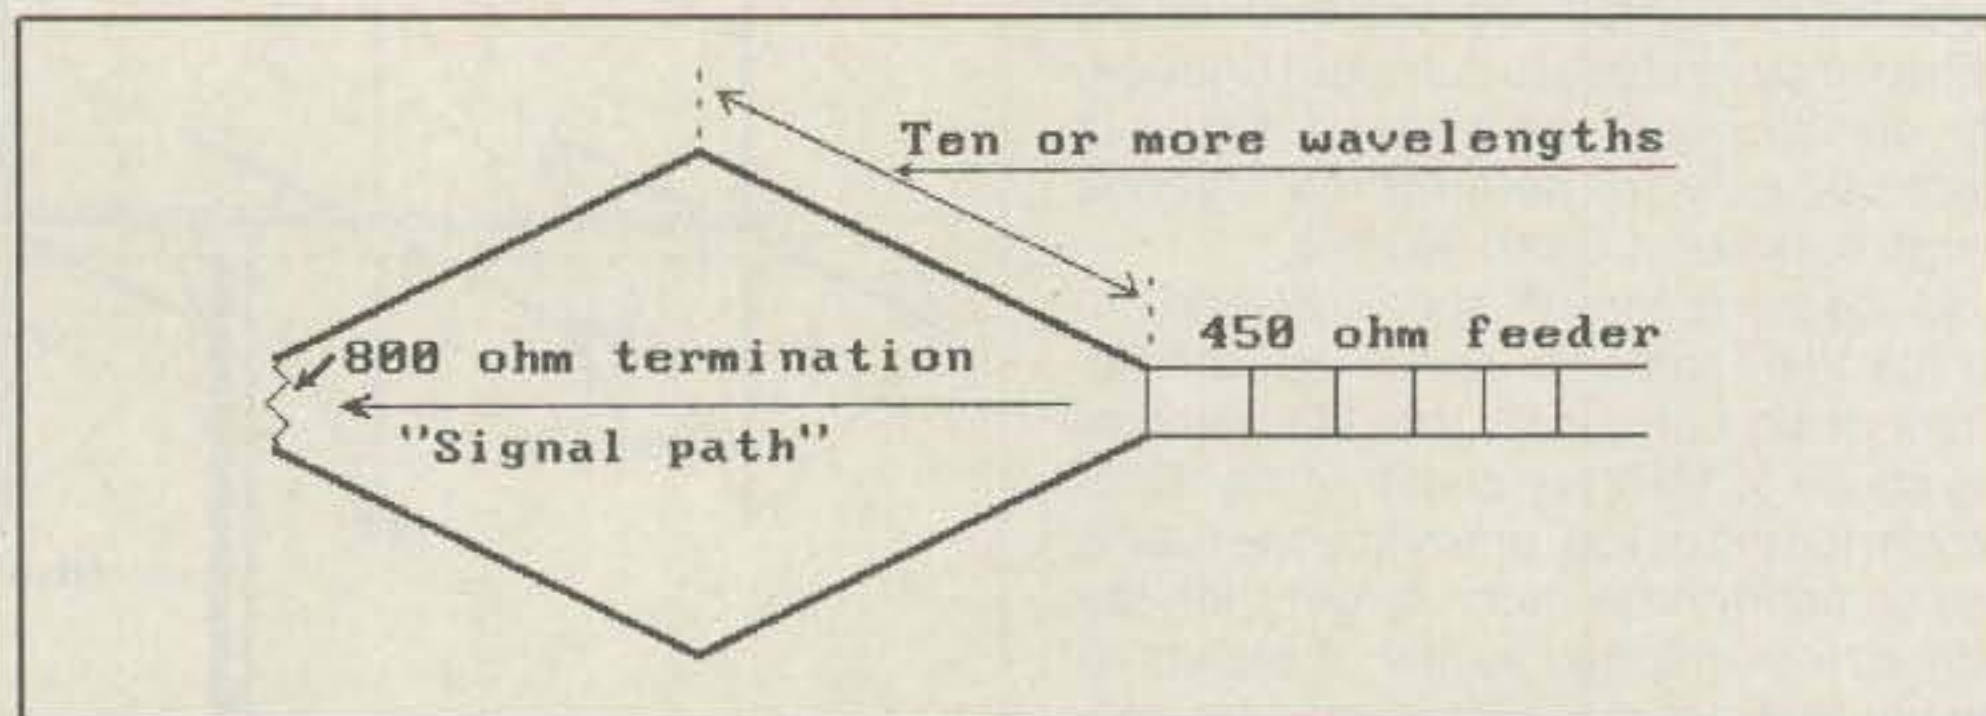 Ten or more wavelengths
450 ohm feeder
800 ohm termination
"Signal path"